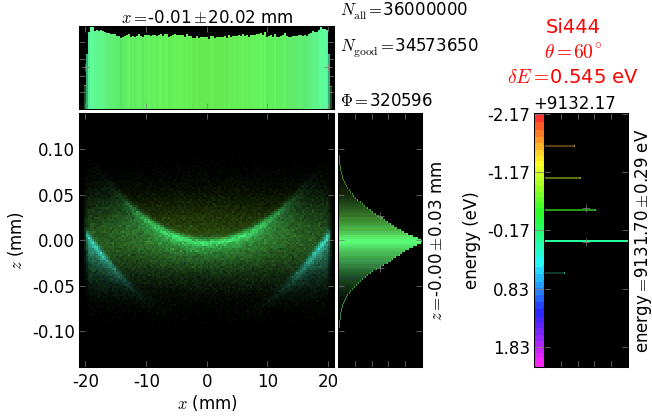 x = -0.01 ± 20.02 mm
N_all = 36000000
N_good = 34573650
Φ = 320596
Si444
θ = 60°
δE = 0.545 eV
+9132.17
0.10
0.05
0.00
-0.05
-0.10
z (mm)
-20
-10
0
10
20
x (mm)
z = -0.00 ± 0.03 mm
energy (eV)
-2.17
-1.17
-0.17
0.83
1.83
energy = 9131.70 ± 0.29 eV